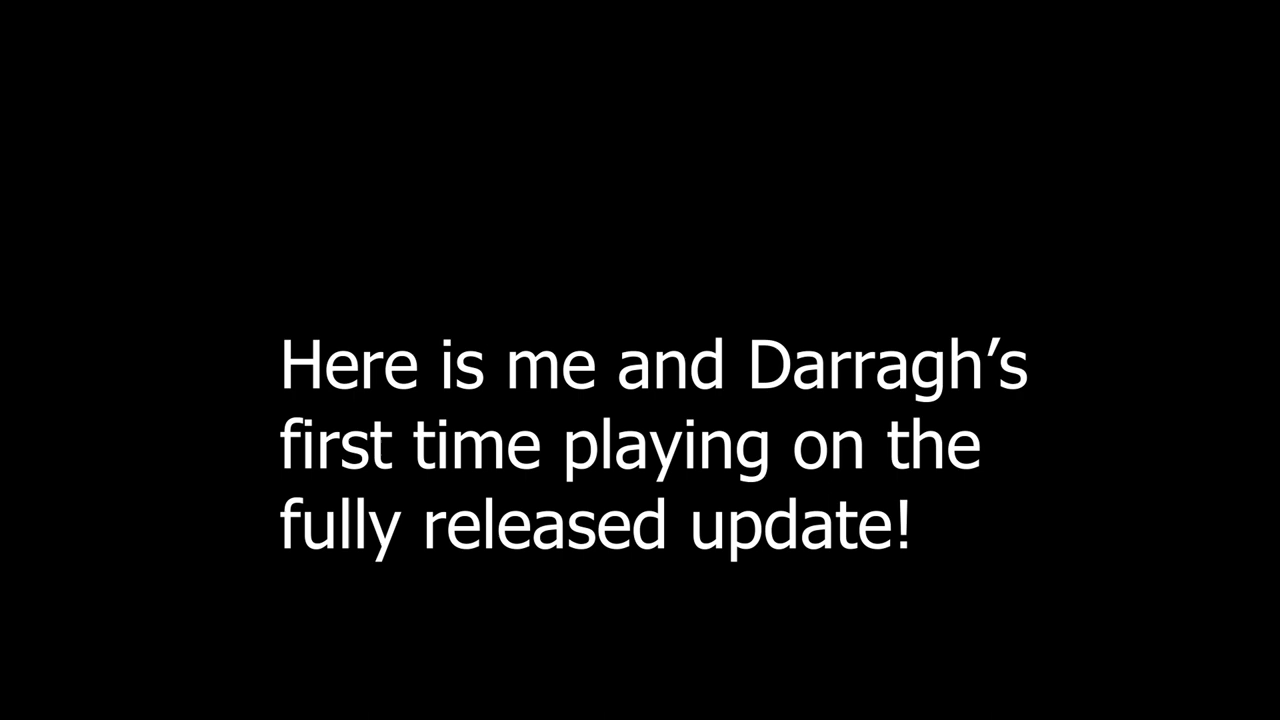 Here is me and Darragh’s
first time playing on the
fully released update!